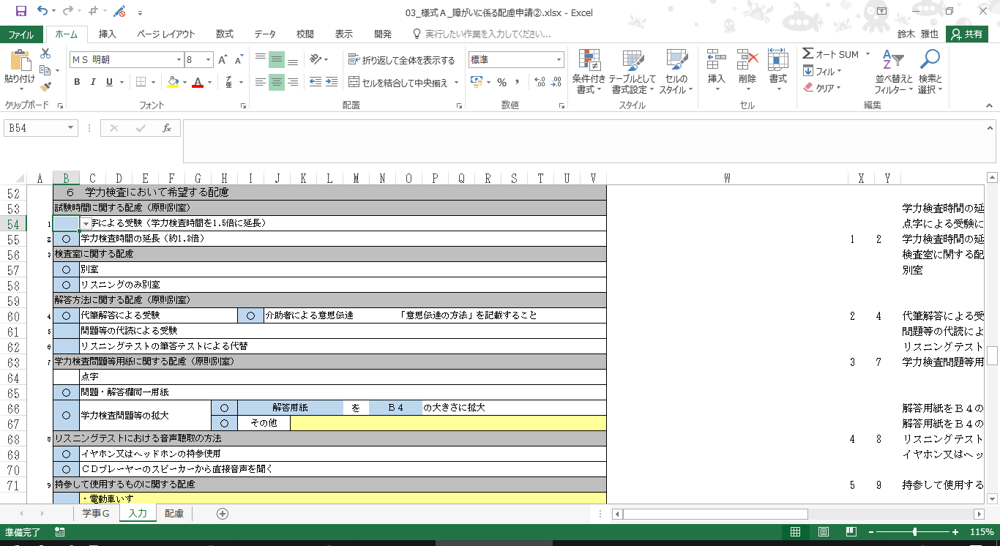 03_様式Ａ_障がいに係る配慮申請②.xlsx - Excel
ファイル ホーム 挿入 ページ レイアウト 数式 データ 校閲 表示 開発 実行したい作業を入力してください... 鈴木 雅也 共有
貼り付け ＭＳ 明朝 8 折り返して全体を表示する 標準 オート SUM
B I U セルを結合して中央揃え % フィル クリア
条件付き書式 テーブルとして書式設定 セルのスタイル 挿入 削除 書式 並べ替えとフィルター 検索と選択
クリップボード フォント 配置 数値 スタイル セル 編集
B54 fx
A B C D E F G H I J K L M N O P Q R S T U V W X Y
52 ６ 学力検査において希望する配慮
53 試験時間に関する配慮（原則別室） 学力検査時間の延
54 1 字による受験（学力検査時間を1.5倍に延長） 点字による受験に
55 2 ○ 学力検査時間の延長（約1.3倍） 1 2 学力検査時間の延
56 3 検査室に関する配慮 検査室に関する配
57 ○ 別室 別室
58 ○ リスニングのみ別室
59 解答方法に関する配慮（原則別室）
60 4 ○ 代筆解答による受験 ○ 介助者による意思伝達 「意思伝達の方法」を記載すること 2 4 代筆解答による受
61 5 問題等の代読による受験 問題等の代読によ
62 6 リスニングテストの筆答テストによる代替 リスニングテスト
63 7 学力検査問題等用紙に関する配慮（原則別室） 3 7 学力検査問題等用
64 点字
65 ○ 問題・解答欄同一用紙
66 ○ 学力検査問題等の拡大 ○ 解答用紙 を Ｂ４ の大きさに拡大 解答用紙をＢ４の
67 ○ その他 解答用紙をＢ４の
68 8 リスニングテストにおける音声聴取の方法 4 8 リスニングテスト
69 ○ イヤホン又はヘッドホンの持参使用 イヤホン又はヘッ
70 ○ ＣＤプレーヤーのスピーカーから直接音声を聞く
71 9 持参して使用するものに関する配慮 5 9 持参して使用する
・電動車いす
学事Ｇ 入力 配慮
準備完了 115%